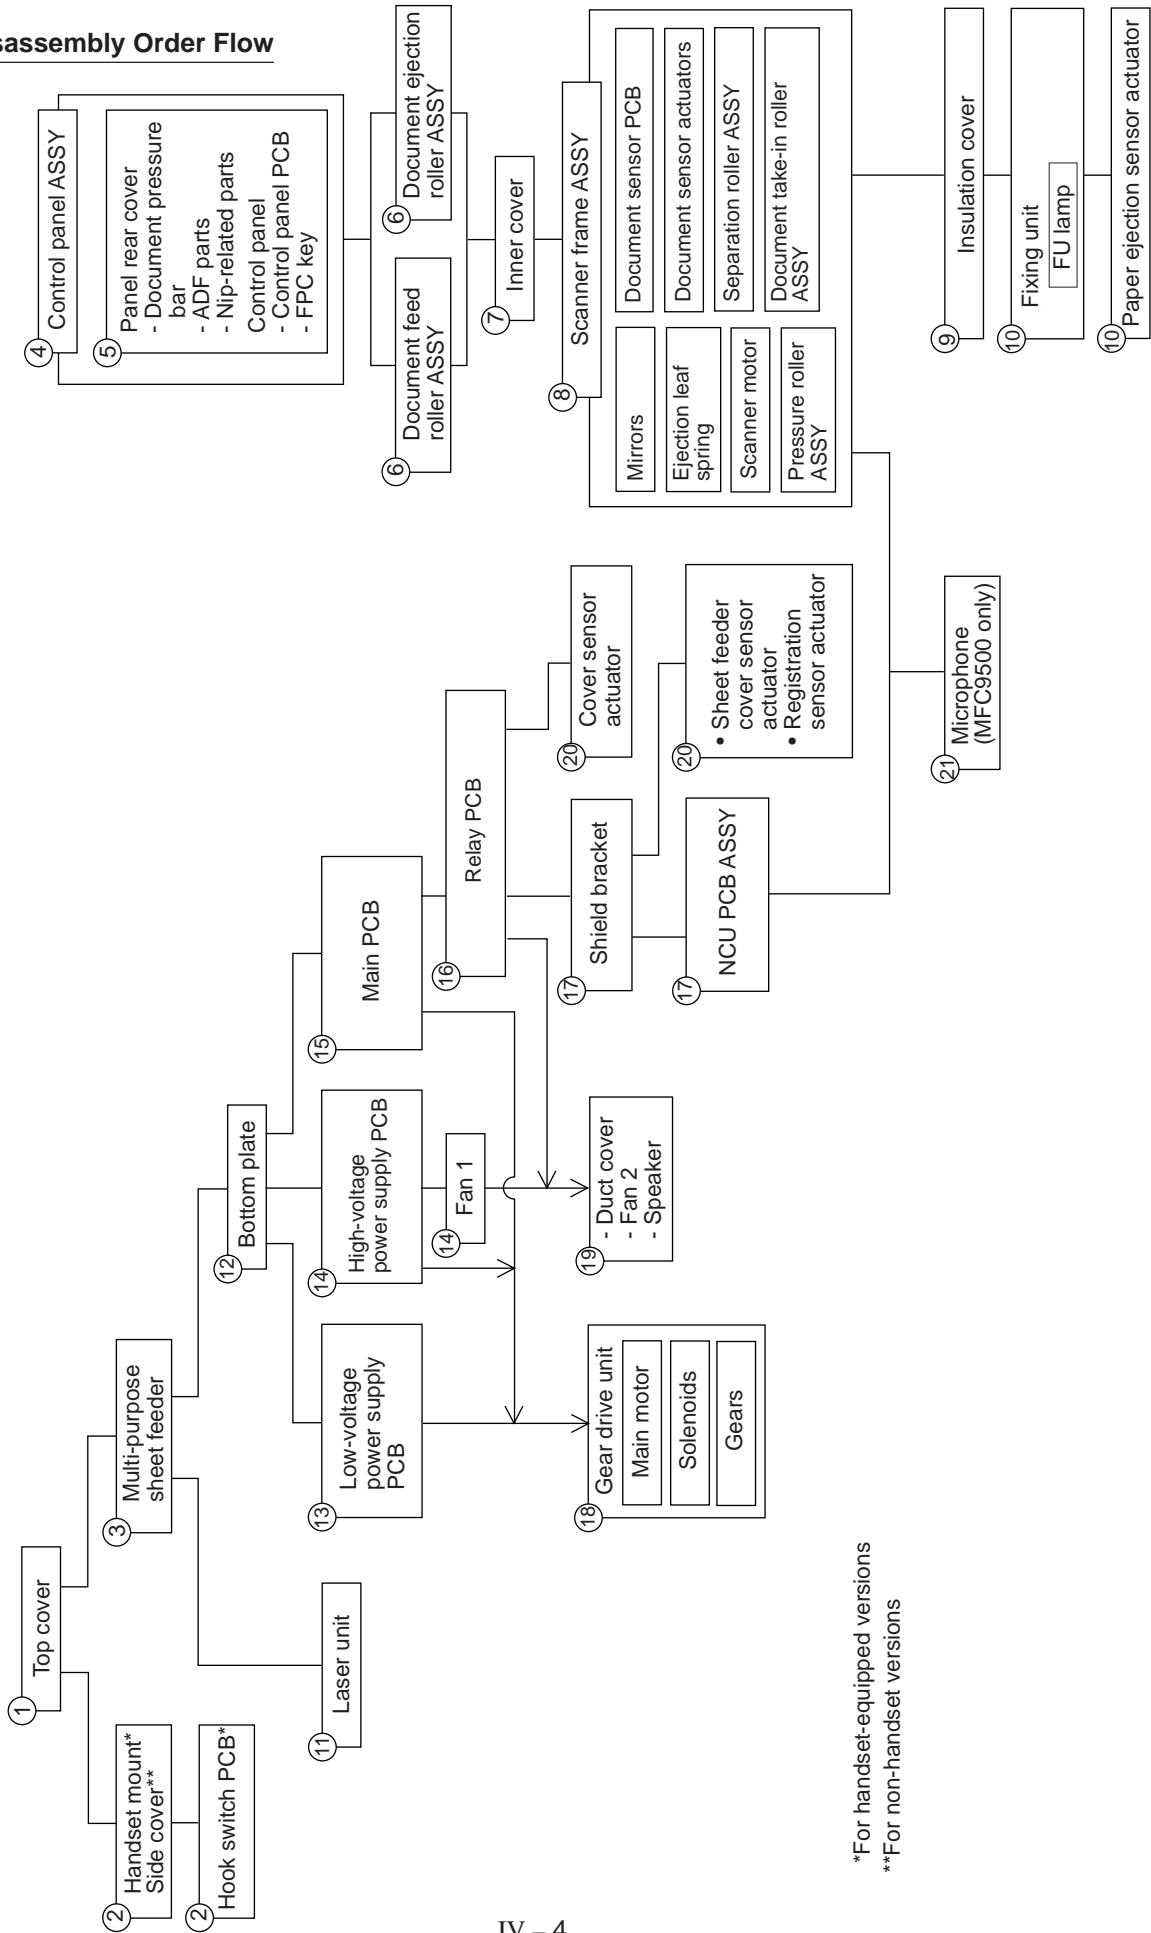 sassembly Order Flow
1
Top cover
2
Handset mount*
Side cover**
2
Hook switch PCB*
3
Multi-purpose
sheet feeder
11
Laser unit
12
Bottom plate
13
Low-voltage
power supply
PCB
14
High-voltage
power supply PCB
14
Fan 1
15
Main PCB
16
Relay PCB
17
Shield bracket
17
NCU PCB ASSY
18
Gear drive unit
Main motor
Solenoids
Gears
19
- Duct cover
- Fan 2
- Speaker
20
Cover sensor
actuator
20
• Sheet feeder
cover sensor
actuator
• Registration
sensor actuator
4
Control panel ASSY
5
Panel rear cover
- Document pressure
bar
- ADF parts
- Nip-related parts
Control panel
- Control panel PCB
- FPC key
6
Document feed
roller ASSY
6
Document ejection
roller ASSY
7
Inner cover
8
Scanner frame ASSY
Mirrors
Ejection leaf
spring
Scanner motor
Pressure roller
ASSY
Document sensor PCB
Document sensor actuators
Separation roller ASSY
Document take-in roller
ASSY
21
Microphone
(MFC9500 only)
9
Insulation cover
10
Fixing unit
FU lamp
10
Paper ejection sensor actuator
*For handset-equipped versions
**For non-handset versions
IV – 4